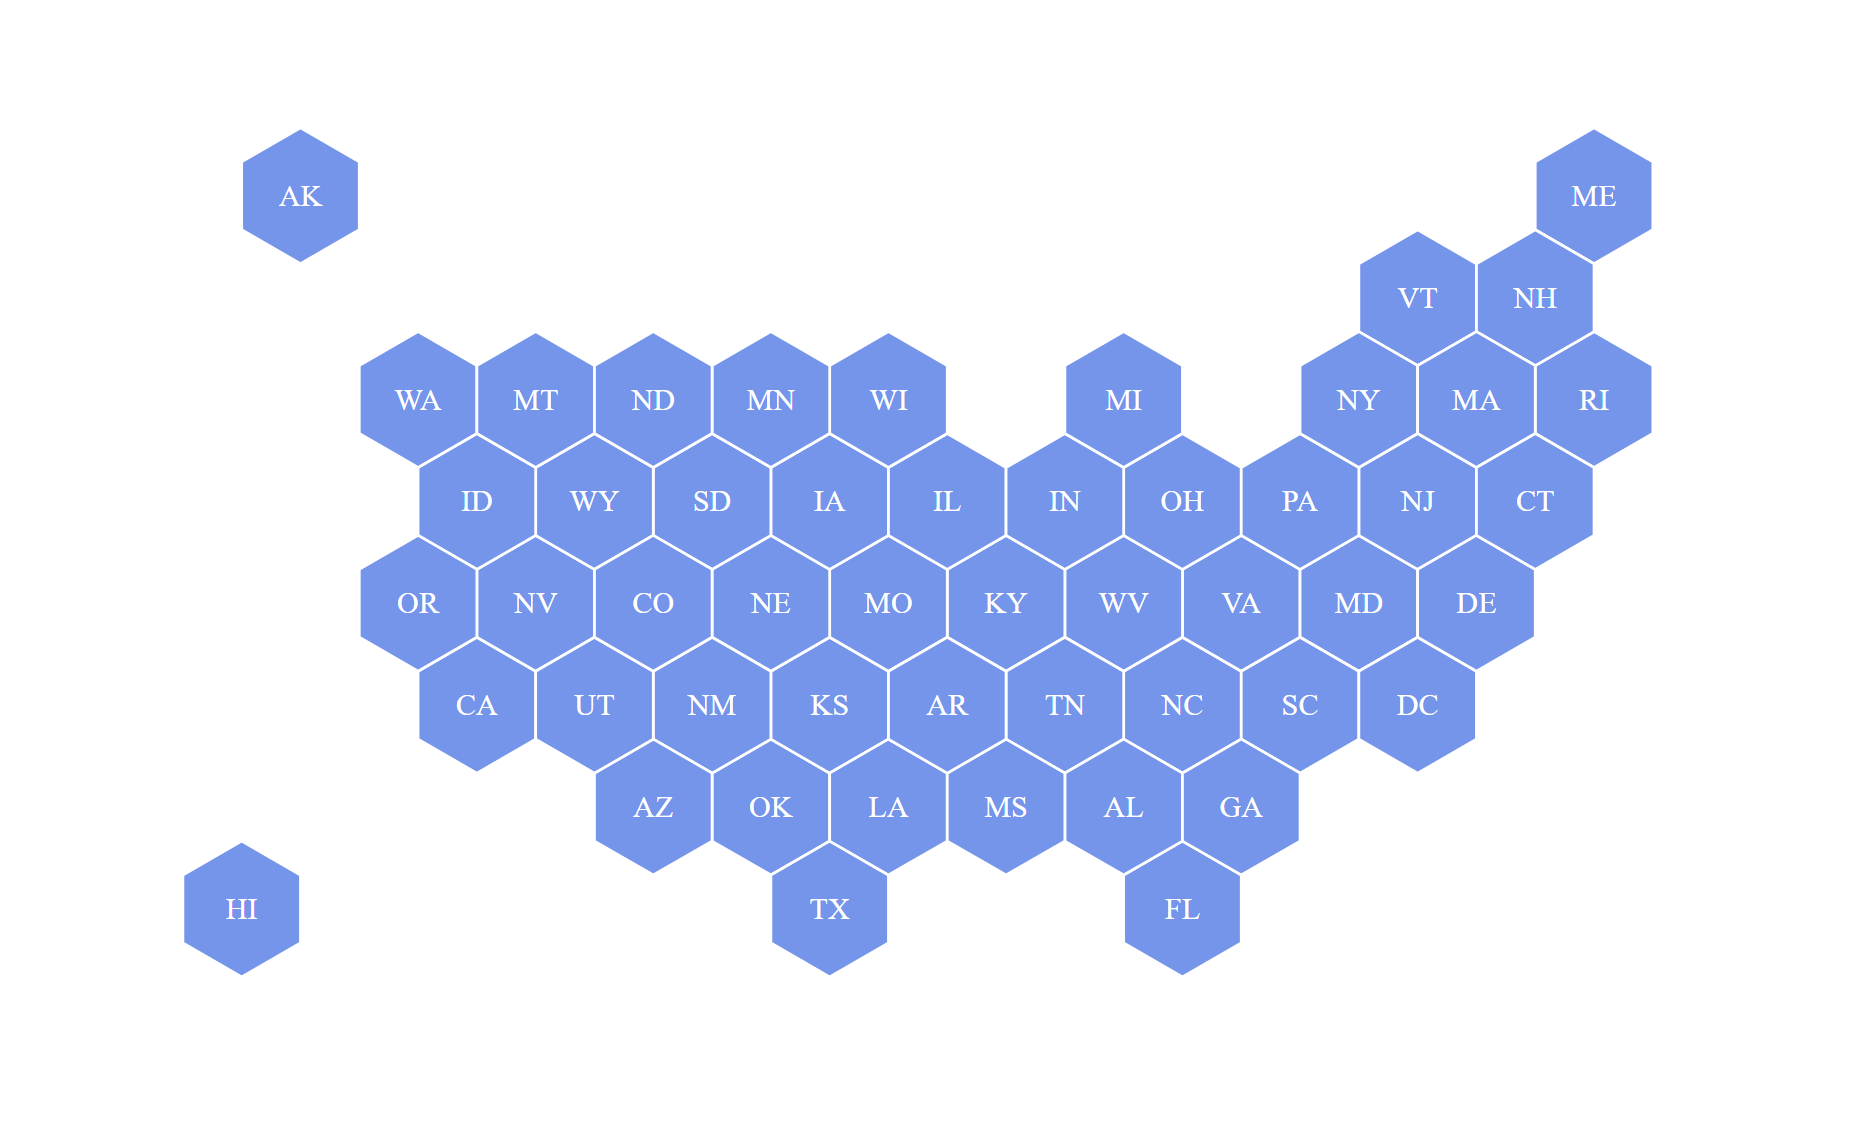 AK ME
VT NH
WA MT ND MN WI MI NY MA RI
ID WY SD IA IL IN OH PA NJ CT
OR NV CO NE MO KY WV VA MD DE
CA UT NM KS AR TN NC SC DC
AZ OK LA MS AL GA
HI TX FL